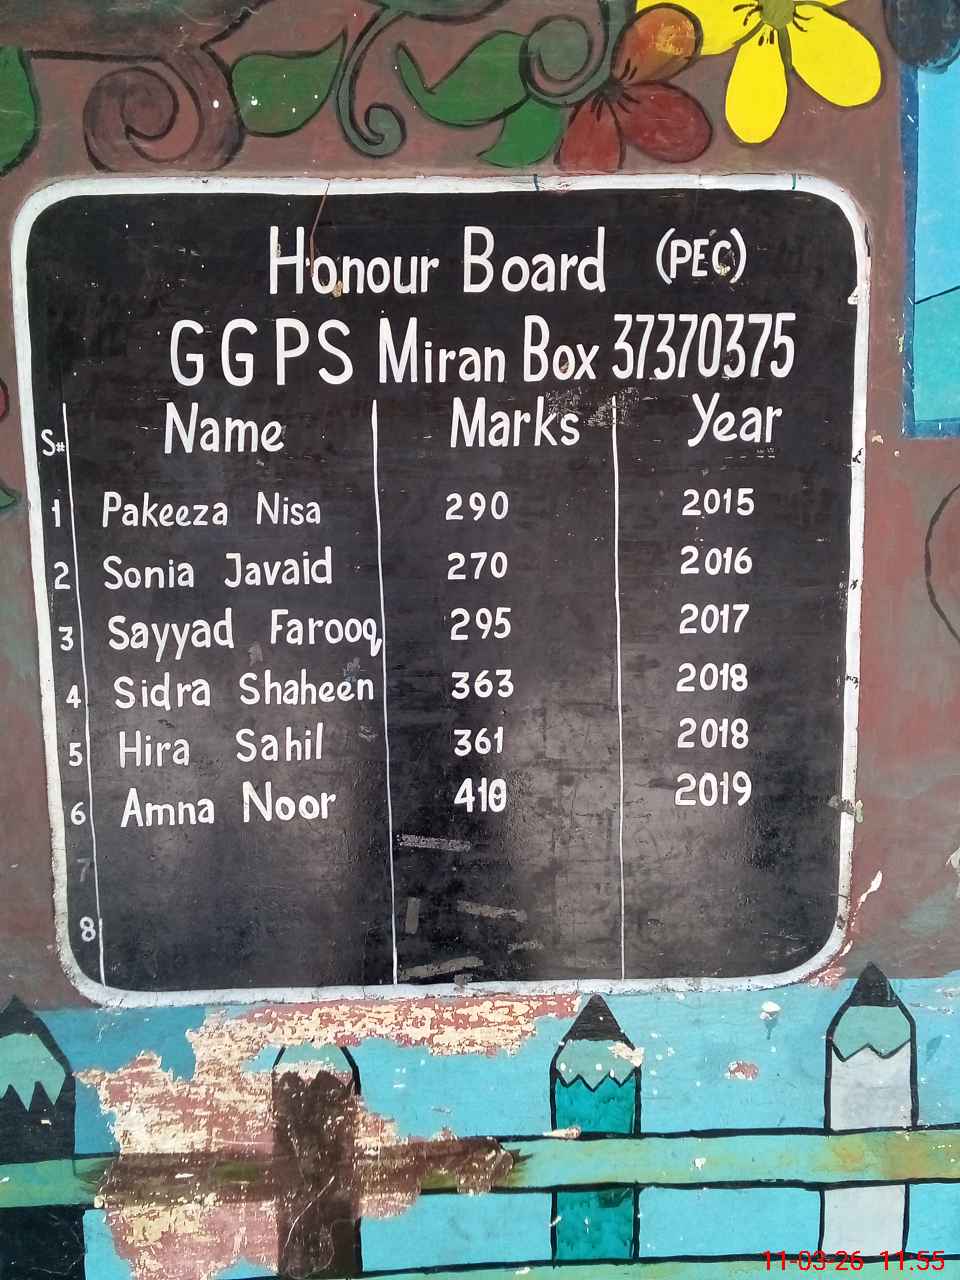 Honour Board (PEC)
GGPS Miran Box 37370375
S# Name Marks Year
1 Pakeeza Nisa 290 2015
2 Sonia Javaid 270 2016
3 Sayyad Farooq 295 2017
4 Sidra Shaheen 363 2018
5 Hira Sahil 361 2018
6 Amna Noor 410 2019
7
8
11-03-26 11.55